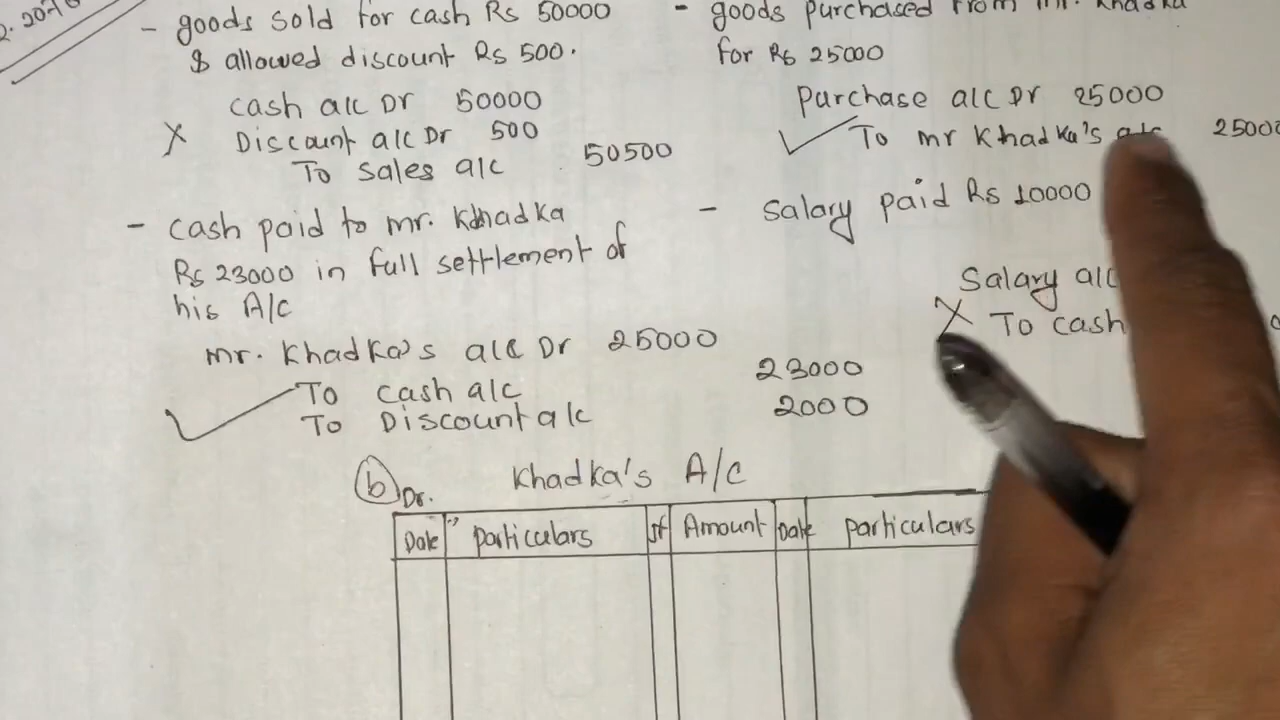 - goods sold for cash Rs 50000
& allowed discount Rs 500.
cash a/c Dr 50000
X Discount a/c Dr 500
To sales a/c 50500
- cash paid to mr. Khadka
Rs 23000 in full settlement of
his A/C
mr. Khadka's a/c Dr 25000
To cash a/c 23000
To Discount a/c 2000
- goods purchased from mr. Khadka
for Rs 25000
Purchase a/c Dr 25000
To mr Khadka's a/c 25000
- Salary paid Rs 10000
Salary a/c
X To cash
(b) Khadka's A/C
Dr.
Date Particulars Jf Amount Date particulars